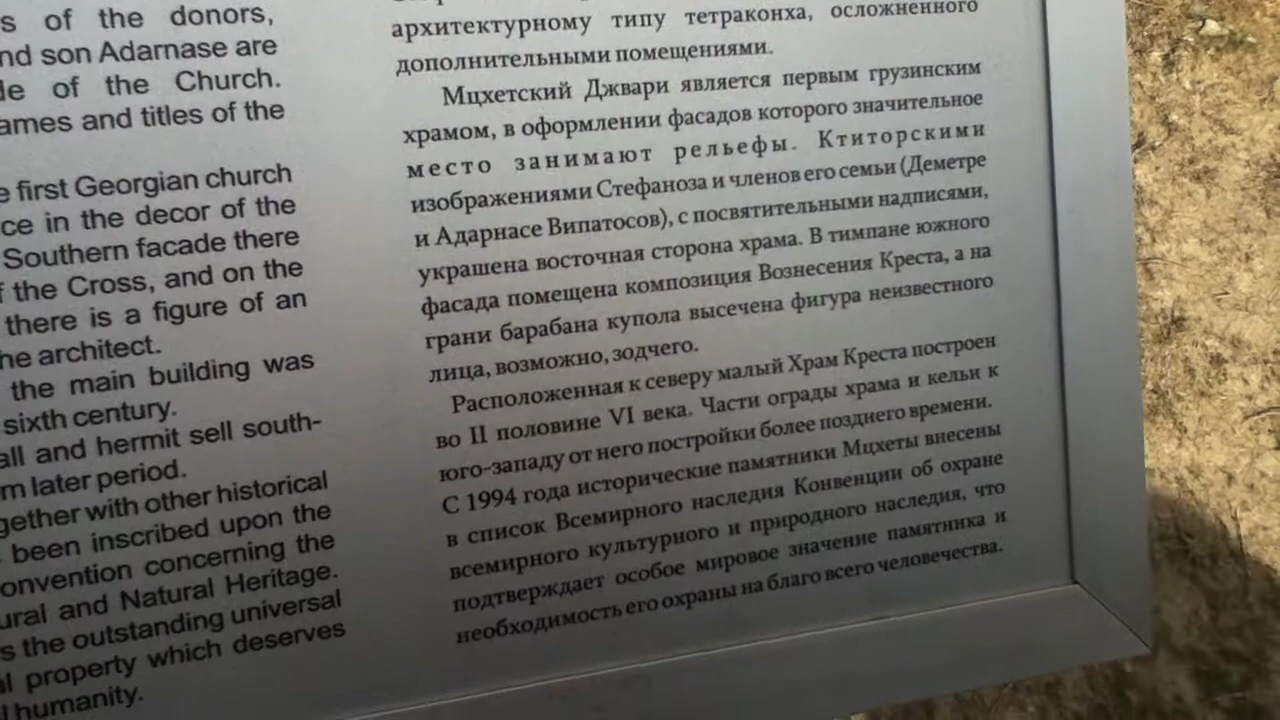 s of the donors,
nd son Adarnase are
le of the Church.
ames and titles of the
e first Georgian church
ce in the decor of the
Southern facade there
f the Cross, and on the
there is a figure of an
he architect.
the main building was
sixth century.
all and hermit sell south-
m later period.
gether with other historical
been inscribed upon the
onvention concerning the
ural and Natural Heritage.
s the outstanding universal
al property which deserves
l humanity.
архитектурному типу тетраконха, осложненного
дополнительными помещениями.
Мцхетский Джвари является первым грузинским
храмом, в оформлении фасадов которого значительное
место занимают рельефы. Ктиторскими
изображениями Стефаноза и членов его семьи (Деметре
и Адарнасе Випатосов), с посвятительными надписями,
украшена восточная сторона храма. В тимпане южного
фасада помещена композиция Вознесения Креста, а на
грани барабана купола высечена фигура неизвестного
лица, возможно, зодчего.
Расположенная к северу малый Храм Креста построен
во II половине VI века. Части ограды храма и кельи к
юго-западу от него постройки более позднего времени.
С 1994 года исторические памятники Мцхеты внесены
в список Всемирного наследия Конвенции об охране
всемирного культурного и природного наследия, что
подтверждает особое мировое значение памятника и
необходимость его охраны на благо всего человечества.